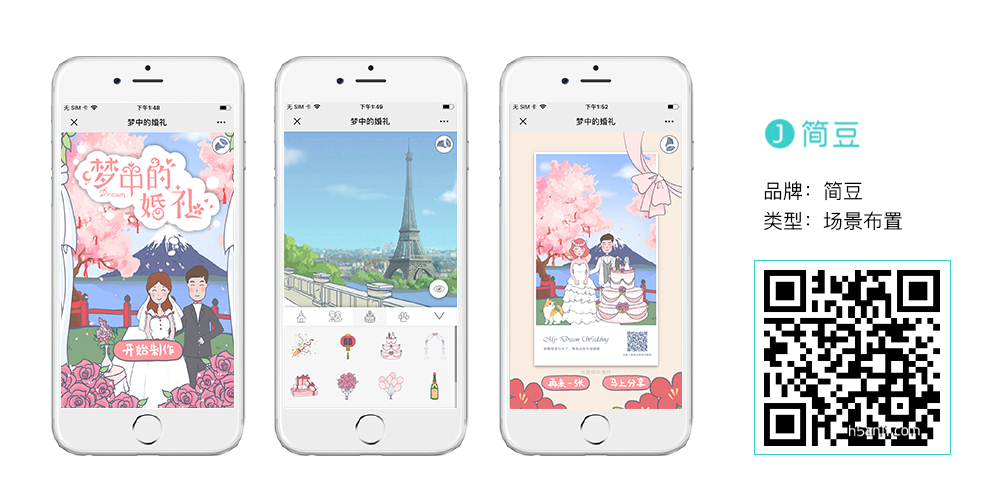 无 SIM 卡
下午1:48
梦中的婚礼
梦中的
Dream
婚礼
开始制作
无 SIM 卡
下午1:49
梦中的婚礼
无 SIM 卡
下午1:52
梦中的婚礼
My Dream Wedding
再来一张
马上分享
J 简豆
品牌：简豆
类型：场景布置
h5anli.com